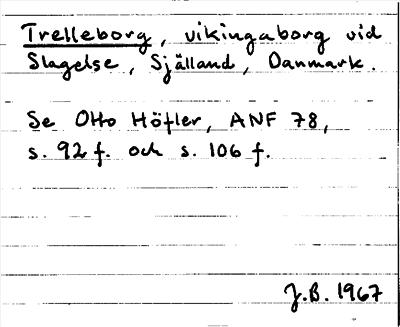 Trelleborg, vikingaborg vid
Slagelse, Själland, Danmark.
Se Otto Höfler, ANF 78,
s. 92 f. och s. 106 f.
J.B. 1967